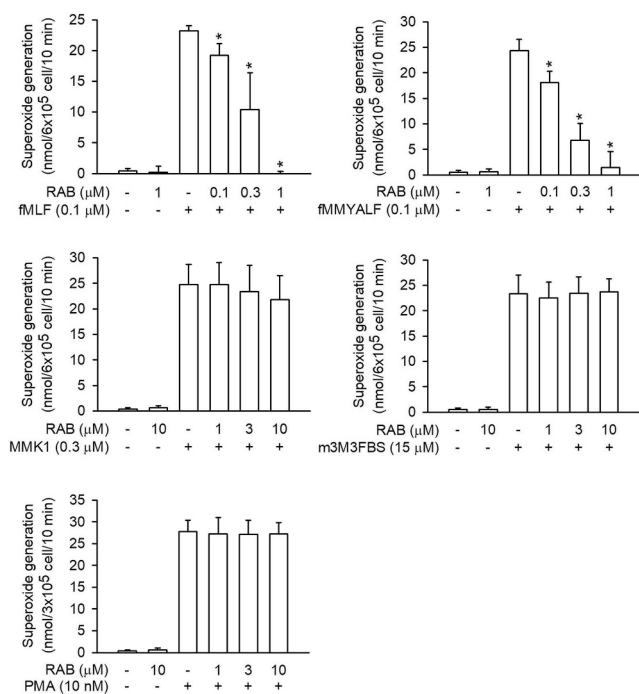 Superoxide generation
(nmol/6x10⁵ cell/10 min)
25
20
15
10
5
0
* * *
RAB (μM) - 1 - 0.1 0.3 1
fMLF (0.1 μM) - - + + + +
Superoxide generation
(nmol/6x10⁵ cell/10 min)
30
25
20
15
10
5
0
* * *
RAB (μM) - 1 - 0.1 0.3 1
fMMYALF (0.1 μM) - - + + + +
Superoxide generation
(nmol/6x10⁵ cell/10 min)
35
30
25
20
15
10
5
0
RAB (μM) - 10 - 1 3 10
MMK1 (0.3 μM) - - + + + +
Superoxide generation
(nmol/6x10⁵ cell/10 min)
35
30
25
20
15
10
5
0
RAB (μM) - 10 - 1 3 10
m3M3FBS (15 μM) - - + + + +
Superoxide generation
(nmol/3x10⁵ cell/10 min)
35
30
25
20
15
10
5
0
RAB (μM) - 10 - 1 3 10
PMA (10 nM) - - + + + +